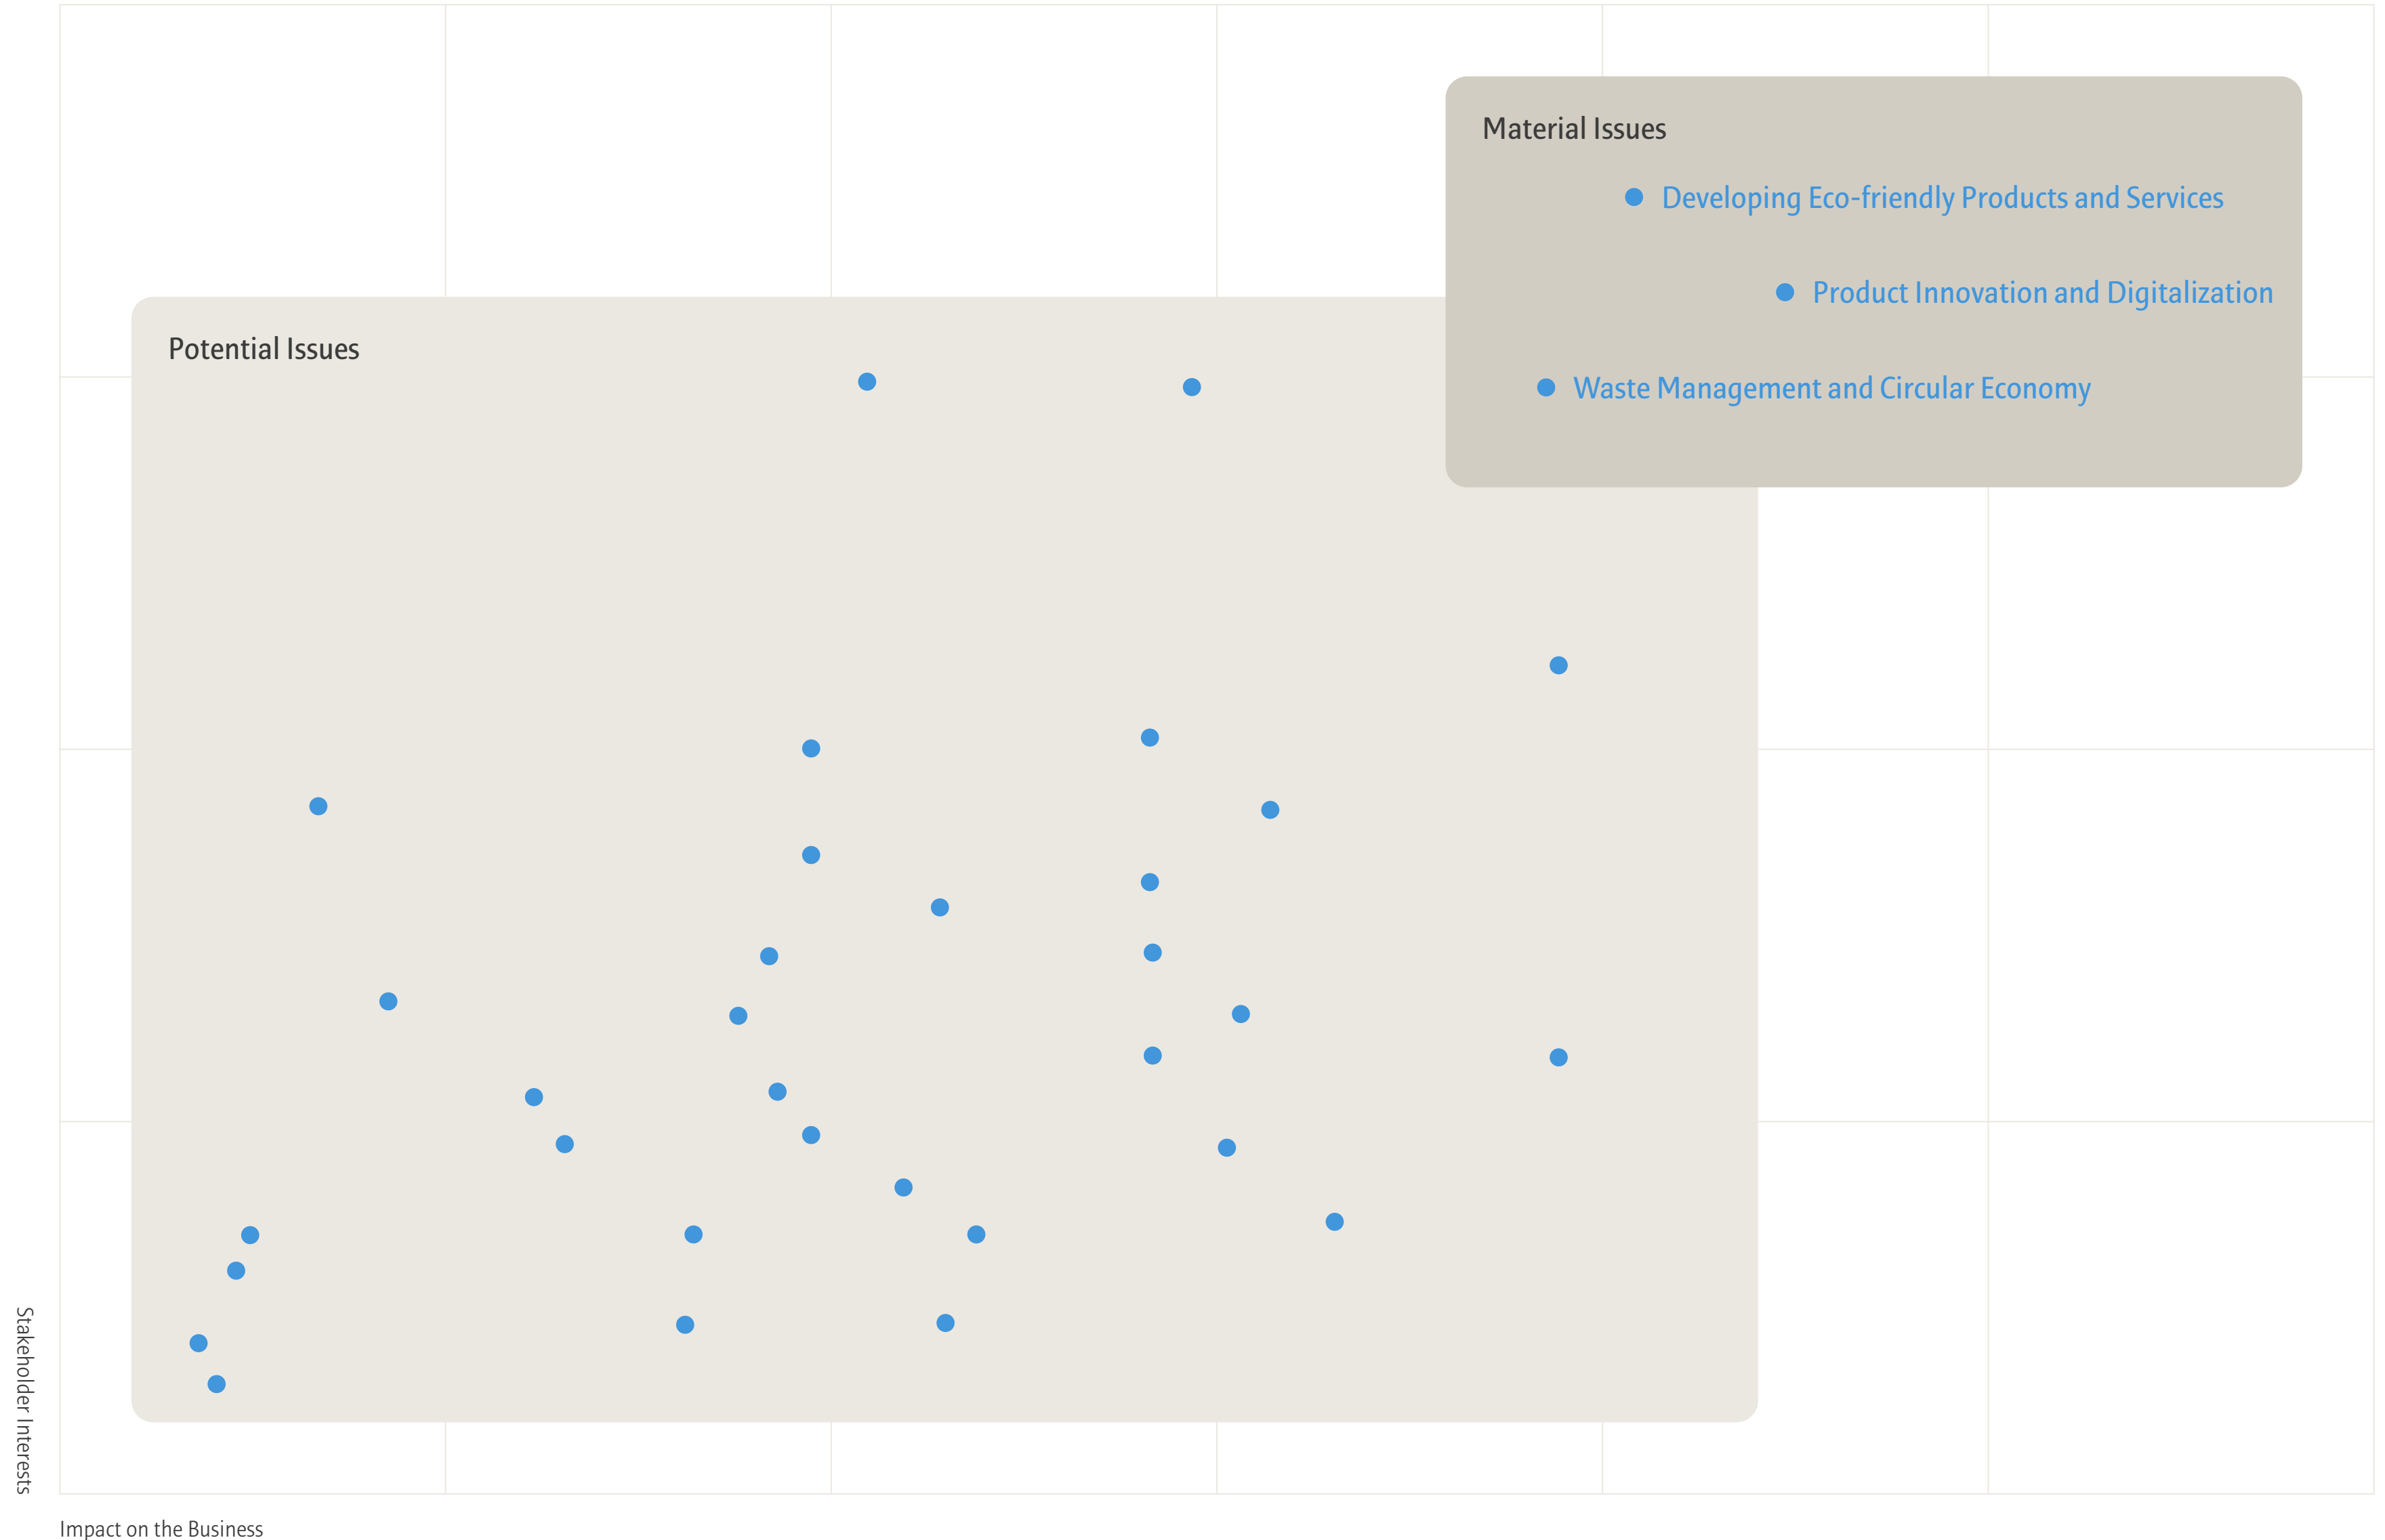 Material Issues
Developing Eco-friendly Products and Services
Product Innovation and Digitalization
Waste Management and Circular Economy
Potential Issues
Stakeholder Interests
Impact on the Business